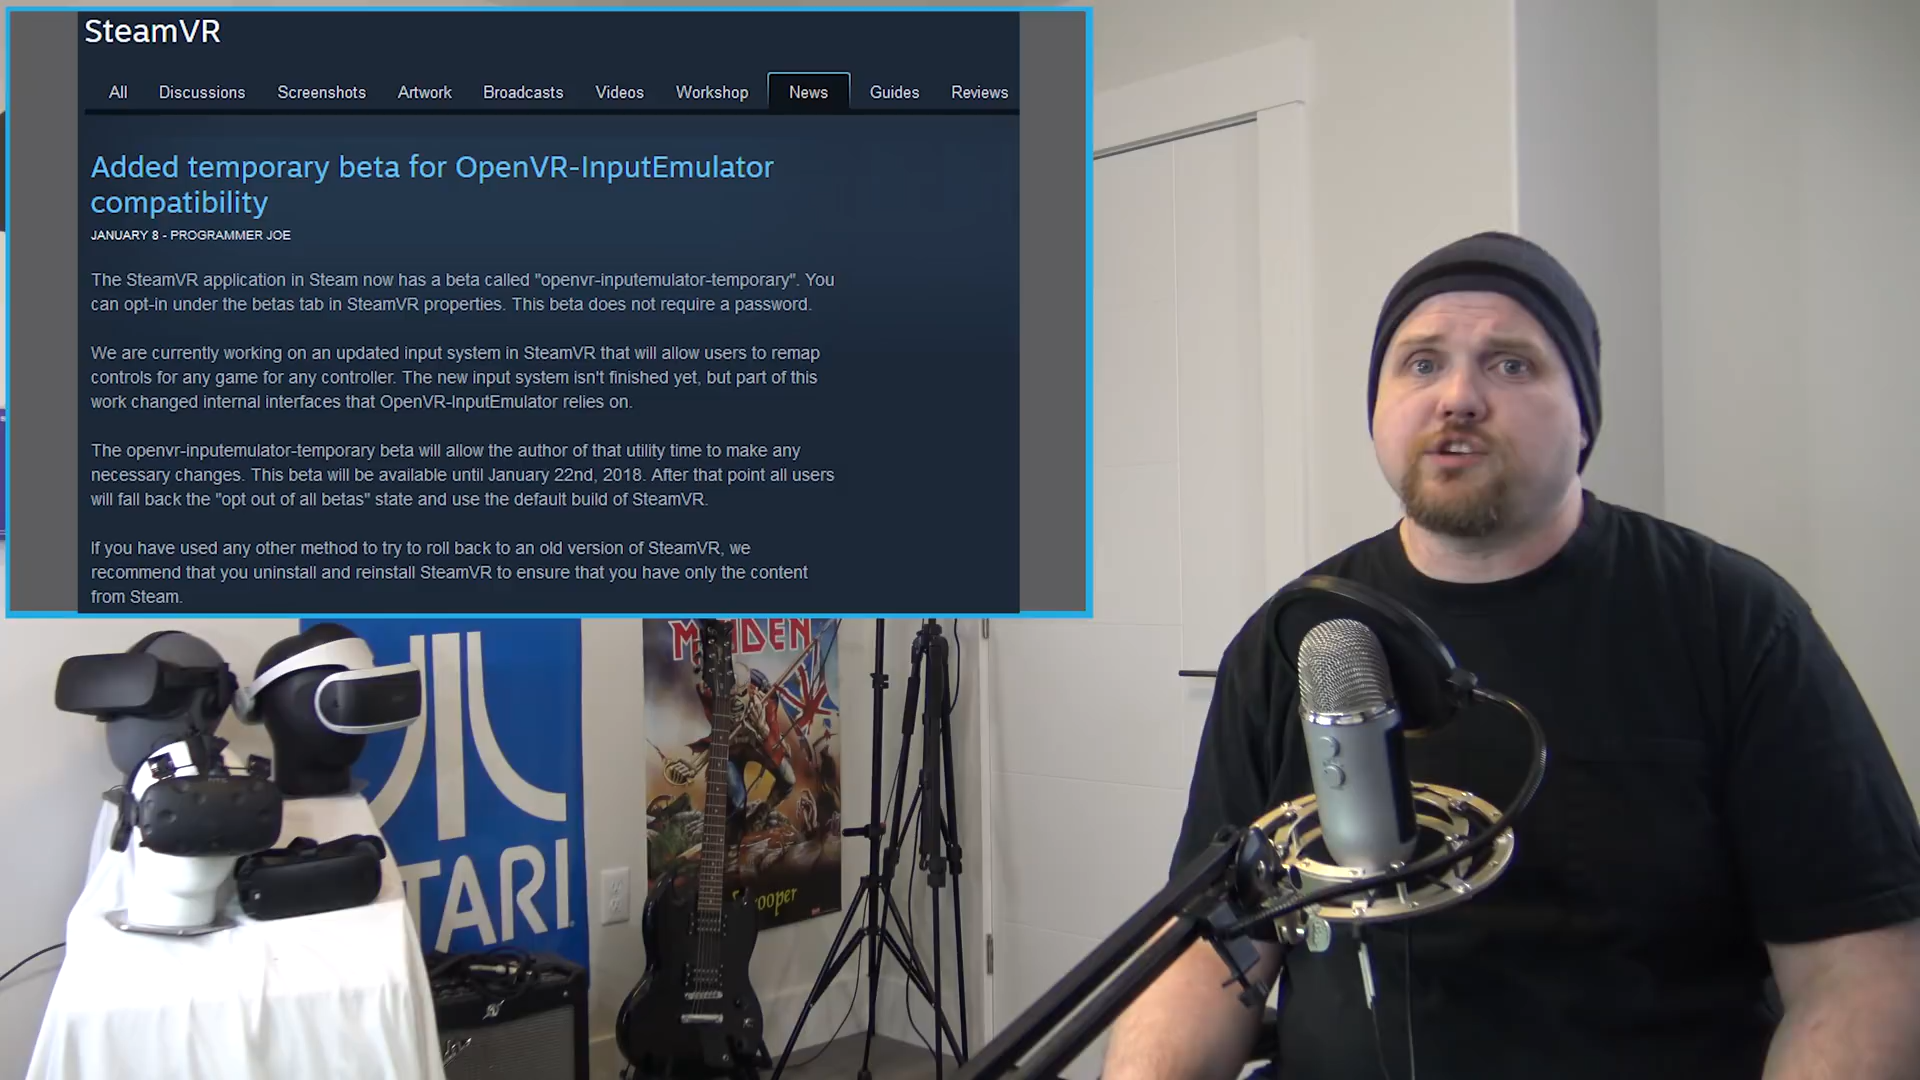 SteamVR
All Discussions Screenshots Artwork Broadcasts Videos Workshop News Guides Reviews
Added temporary beta for OpenVR-InputEmulator
compatibility
JANUARY 8 - PROGRAMMER JOE
The SteamVR application in Steam now has a beta called "openvr-inputemulator-temporary". You
can opt-in under the betas tab in SteamVR properties. This beta does not require a password.
We are currently working on an updated input system in SteamVR that will allow users to remap
controls for any game for any controller. The new input system isn't finished yet, but part of this
work changed internal interfaces that OpenVR-InputEmulator relies on.
The openvr-inputemulator-temporary beta will allow the author of that utility time to make any
necessary changes. This beta will be available until January 22nd, 2018. After that point all users
will fall back the "opt out of all betas" state and use the default build of SteamVR.
If you have used any other method to try to roll back to an old version of SteamVR, we
recommend that you uninstall and reinstall SteamVR to ensure that you have only the content
from Steam.
MAIDEN
TARI
ooper